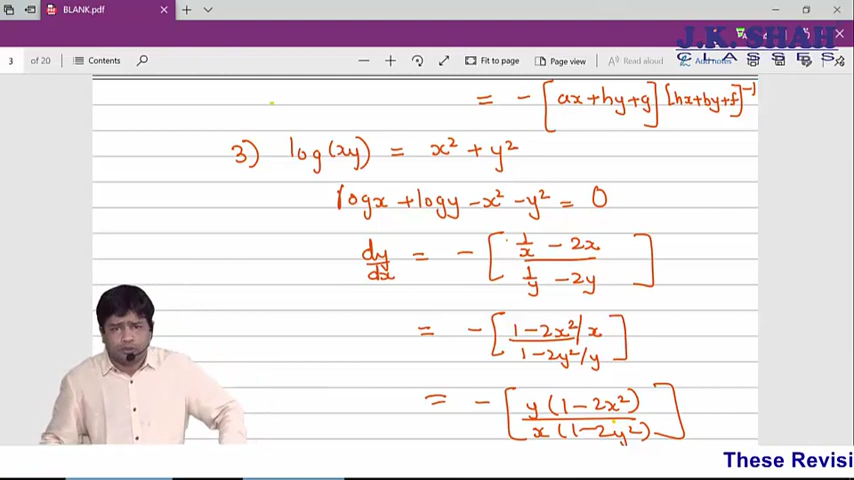 BLANK.pdf
J.K. SHAH
CLASSES
3 of 20
Contents
Fit to page
Page view
Read aloud
Add notes
= - [ax+hy+g] [hx+by+f]⁻¹
3) log(xy) = x² + y²
logx + logy - x² - y² = 0
dy/dx = - [ (1/x - 2x) / (1/y - 2y) ]
= - [ (1-2x²/x) / (1-2y²/y) ]
= - [ y(1-2x²) / x(1-2y²) ]
These Revisi